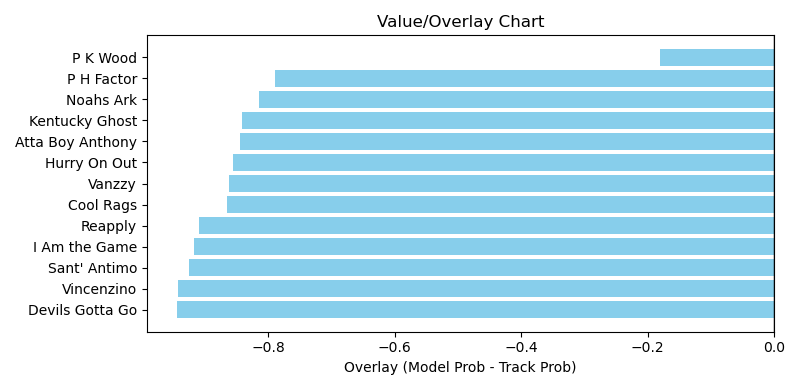 Value/Overlay Chart
P K Wood
P H Factor
Noahs Ark
Kentucky Ghost
Atta Boy Anthony
Hurry On Out
Vanzzy
Cool Rags
Reapply
I Am the Game
Sant' Antimo
Vincenzino
Devils Gotta Go
−0.8 −0.6 −0.4 −0.2 0.0
Overlay (Model Prob - Track Prob)